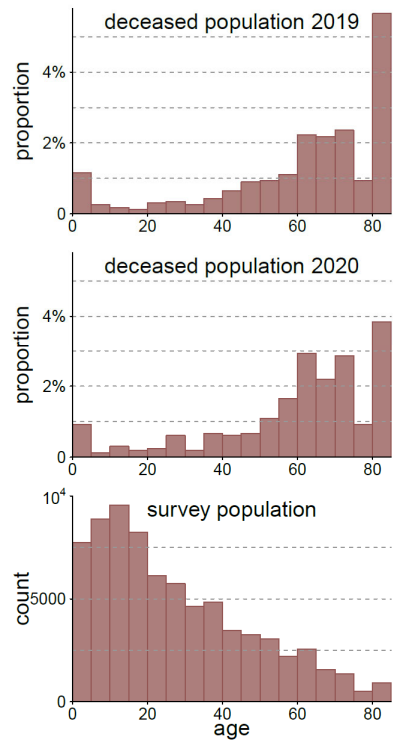 deceased population 2019
proportion
4%
2%
0
0 20 40 60 80
deceased population 2020
proportion
4%
2%
0
0 20 40 60 80
survey population
count
10⁴
5000
0
0 20 40 60 80
age